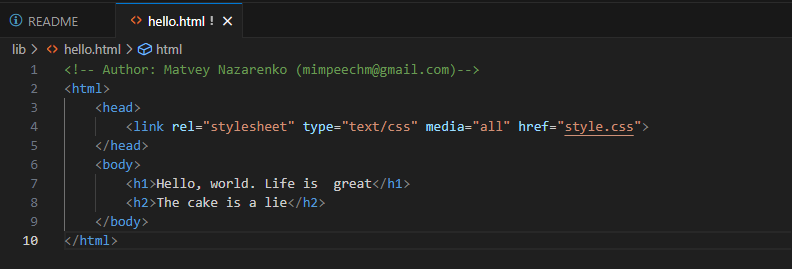 README
hello.html !
lib > hello.html > html
1 <!-- Author: Matvey Nazarenko (mimpeechm@gmail.com)-->
2 <html>
3     <head>
4         <link rel="stylesheet" type="text/css" media="all" href="style.css">
5     </head>
6     <body>
7         <h1>Hello, world. Life is  great</h1>
8         <h2>The cake is a lie</h2>
9     </body>
10 </html>